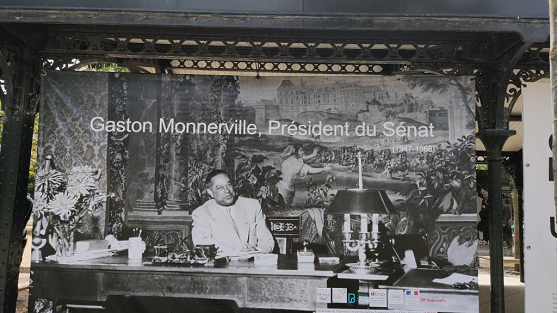 Gaston Monnerville, Président du Sénat
(1947-1968)